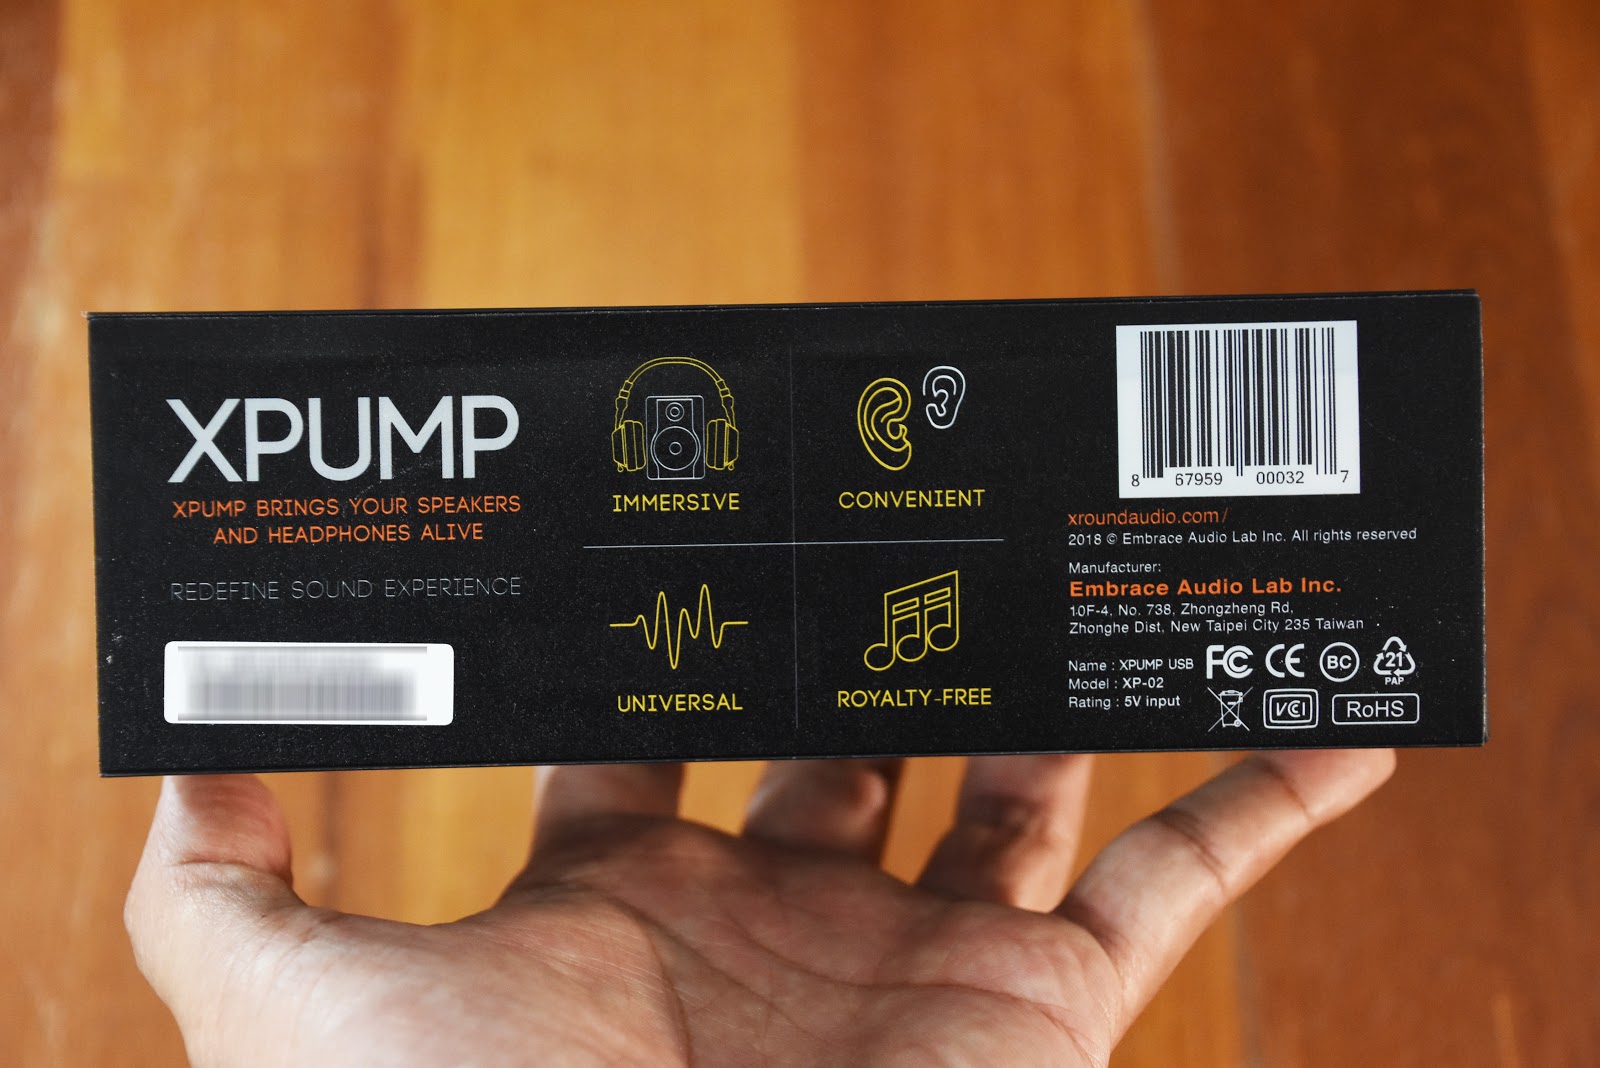 XPUMP
XPUMP BRINGS YOUR SPEAKERS
AND HEADPHONES ALIVE
REDEFINE SOUND EXPERIENCE
IMMERSIVE
CONVENIENT
UNIVERSAL
ROYALTY-FREE
8 67959 00032 7
xroundaudio.com/
2018 © Embrace Audio Lab Inc. All rights reserved
Manufacturer:
Embrace Audio Lab Inc.
10F-4, No. 738, Zhongzheng Rd,
Zhonghe Dist, New Taipei City 235 Taiwan
Name : XPUMP USB
Model : XP-02
Rating : 5V input
FC CE BC 21
PAP
VCI RoHS